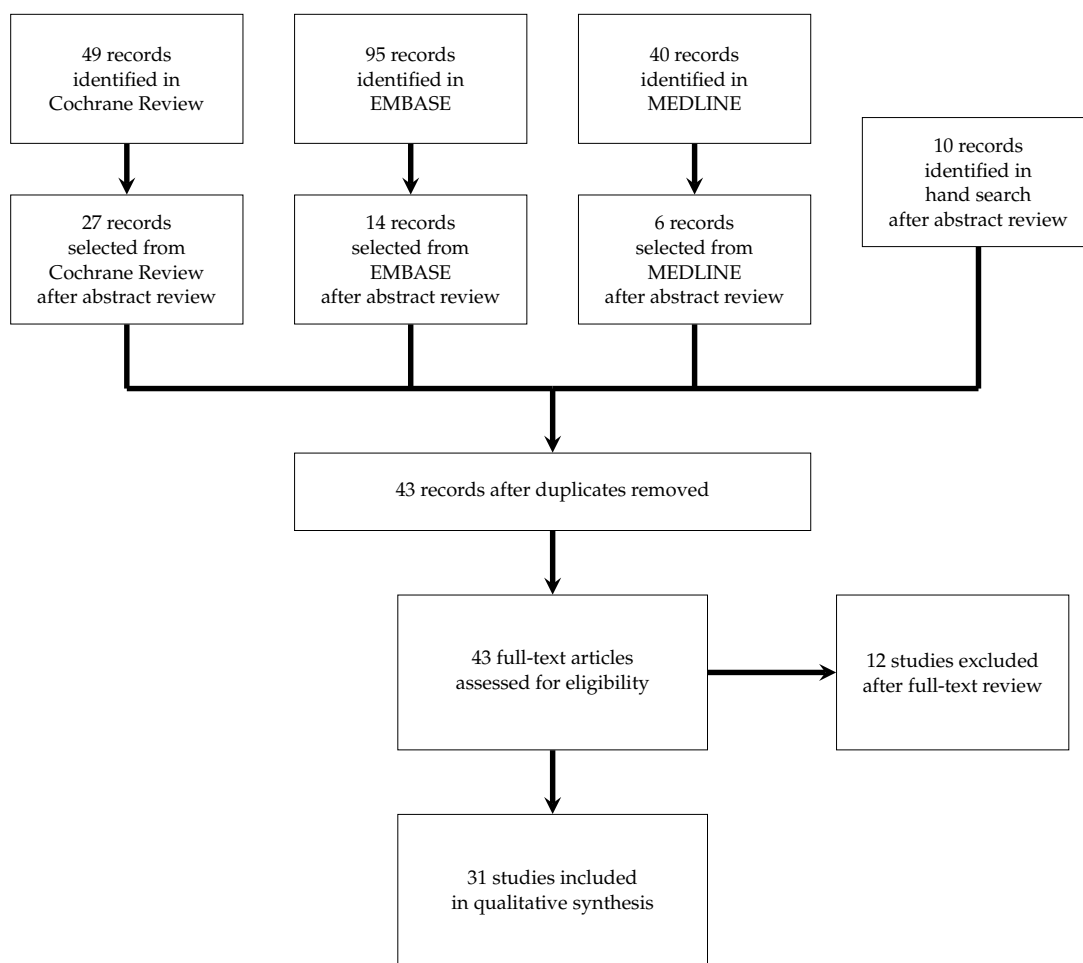 49 records
identified in
Cochrane Review
95 records
identified in
EMBASE
40 records
identified in
MEDLINE
10 records
identified in
hand search
after abstract review
27 records
selected from
Cochrane Review
after abstract review
14 records
selected from
EMBASE
after abstract review
6 records
selected from
MEDLINE
after abstract review
43 records after duplicates removed
43 full-text articles
assessed for eligibility
12 studies excluded
after full-text review
31 studies included
in qualitative synthesis